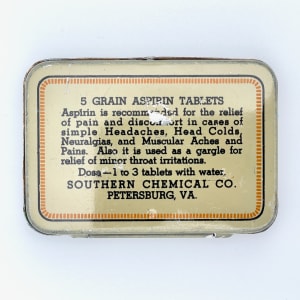 5 GRAIN ASPIRIN TABLETS
Aspirin is recommended for the relief
of pain and discomfort in cases of
simple Headaches, Head Colds,
Neuralgias, and Muscular Aches and
Pains. Also it is used as a gargle for
relief of minor throat irritations.
Dose—1 to 3 tablets with water.
SOUTHERN CHEMICAL CO.
PETERSBURG, VA.